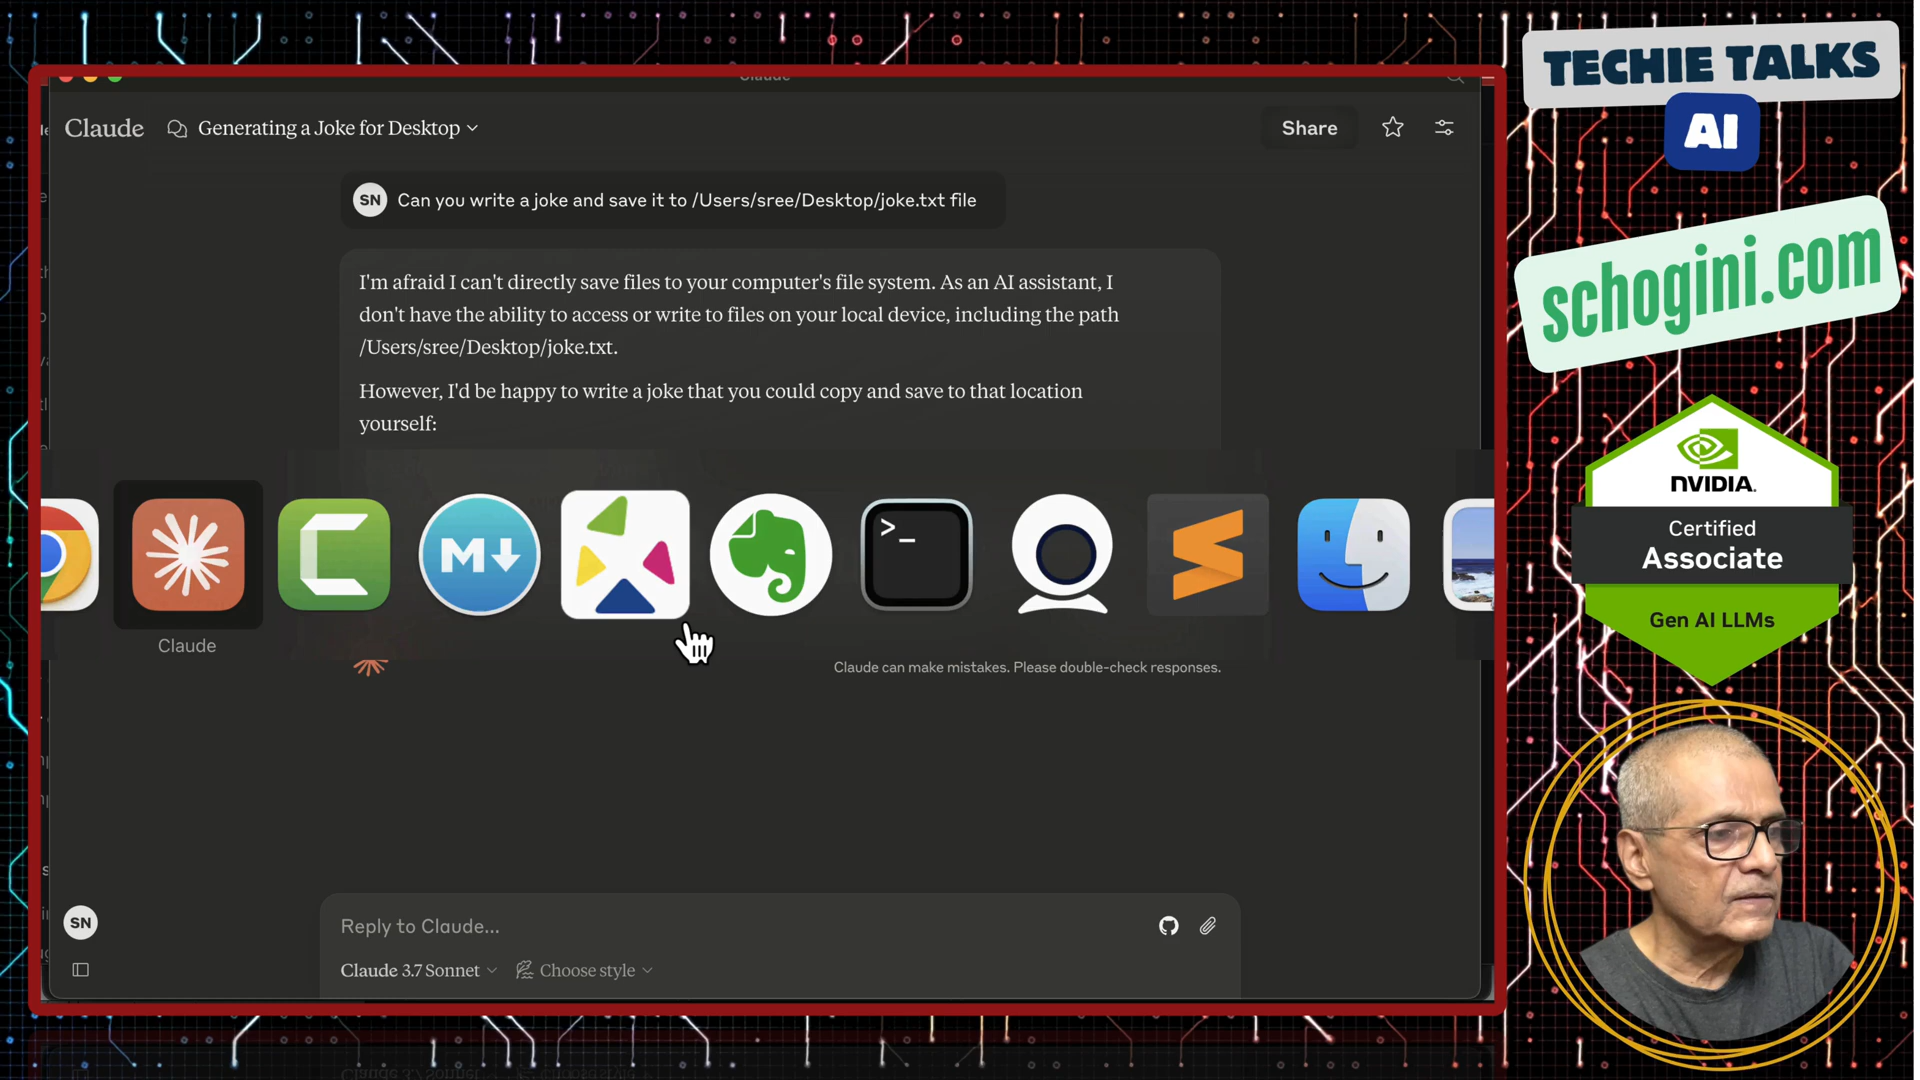 Claude
TECHIE TALKS
AI
Claude
Generating a Joke for Desktop
Share
SN
Can you write a joke and save it to /Users/sree/Desktop/joke.txt file
I'm afraid I can't directly save files to your computer's file system. As an AI assistant, I
don't have the ability to access or write to files on your local device, including the path
/Users/sree/Desktop/joke.txt.
However, I'd be happy to write a joke that you could copy and save to that location
yourself:
schogini.com
M
>_
Claude
Claude can make mistakes. Please double-check responses.
NVIDIA.
Certified
Associate
Gen AI LLMs
SN
Reply to Claude...
Claude 3.7 Sonnet
Choose style